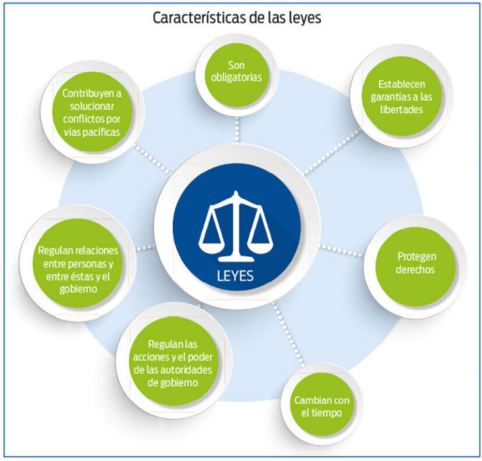 Características de las leyes
Son
obligatorias
Establecen
garantías a las
libertades
Protegen
derechos
Cambian con
el tiempo
Regulan las
acciones y el poder
de las autoridades
de gobierno
Regulan relaciones
entre personas y
entre éstas y el
gobierno
Contribuyen a
solucionar
conflictos por
vías pacíficas
LEYES